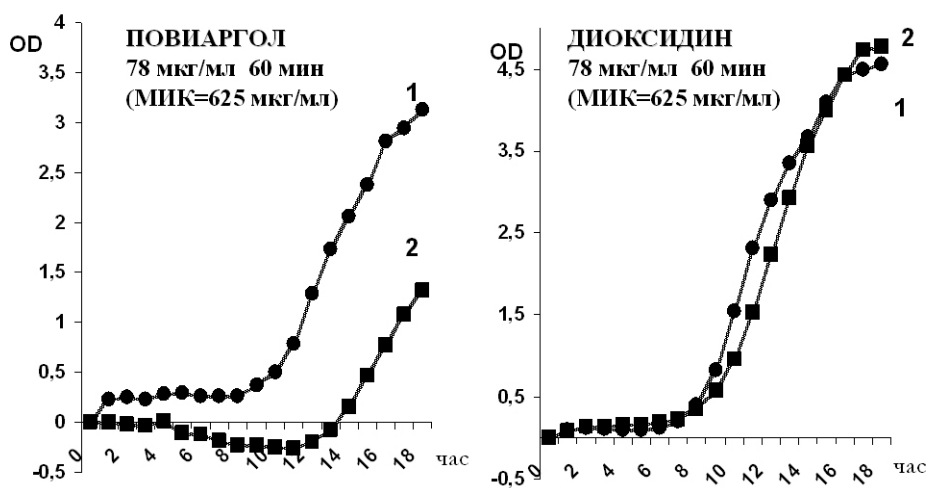 OD
4
3,5
3
2,5
2
1,5
1
0,5
0
-0,5
ПОВИАРГОЛ
78 мкг/мл 60 мин
(МИК=625 мкг/мл)
1
2
0 2 4 6 8 10 12 14 16 18
час
OD
4,5
3,5
2,5
1,5
0,5
-0,5
ДИОКСИДИН
78 мкг/мл 60 мин
(МИК=625 мкг/мл)
2
1
0 2 4 6 8 10 12 14 16 18
час